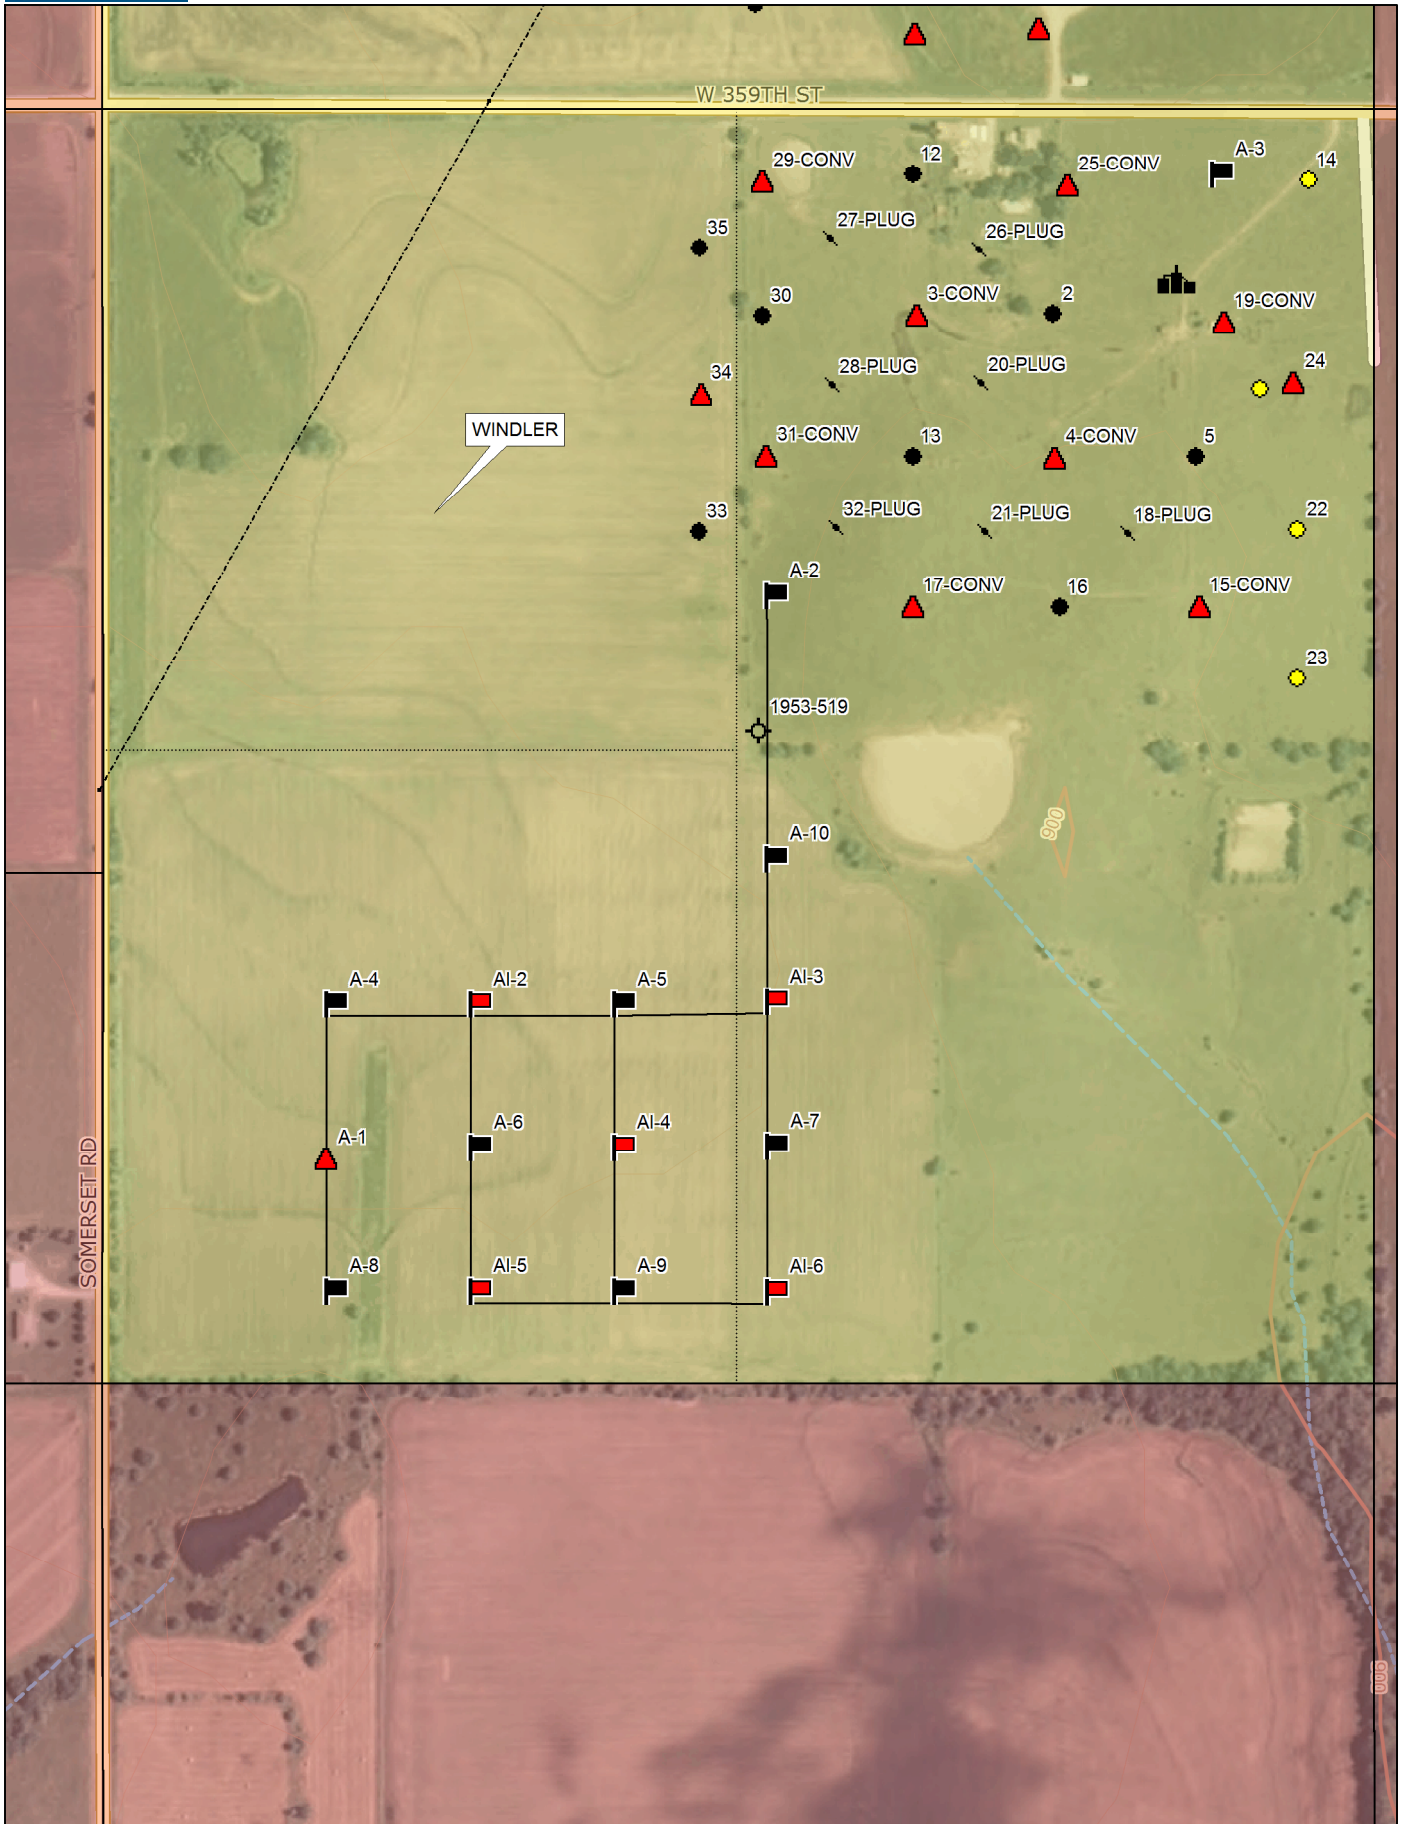 W 359TH ST
29-CONV
12
25-CONV
A-3
14
27-PLUG
26-PLUG
35
30
3-CONV
2
19-CONV
34
28-PLUG
20-PLUG
24
WINDLER
31-CONV
13
4-CONV
5
33
32-PLUG
21-PLUG
18-PLUG
22
A-2
17-CONV
16
15-CONV
23
1953-519
A-10
900
A-4
AI-2
A-5
AI-3
A-1
A-6
AI-4
A-7
SOMERSET RD
A-8
AI-5
A-9
AI-6
900